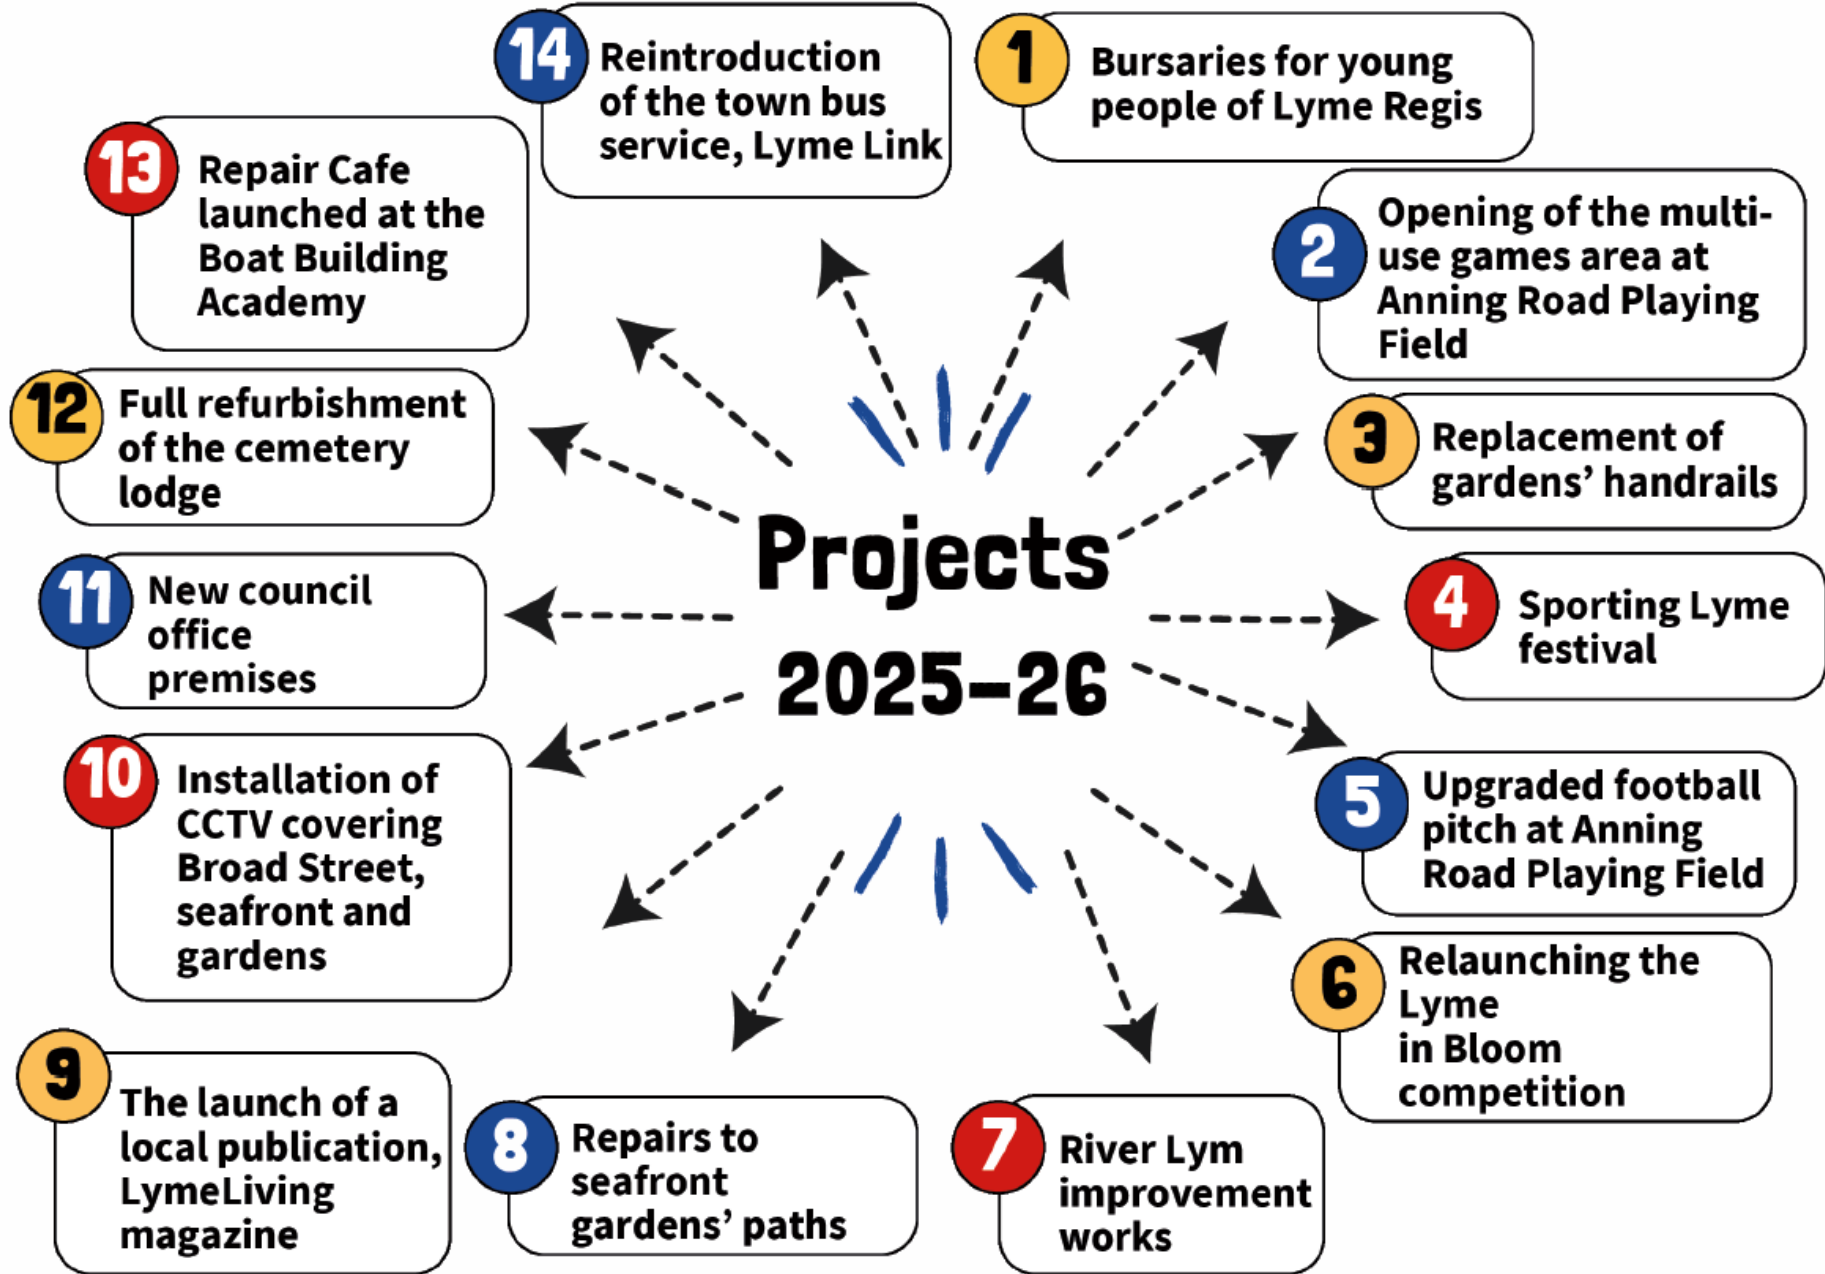 Projects
2025-26
1
Bursaries for young
people of Lyme Regis
2
Opening of the multi-
use games area at
Anning Road Playing
Field
3
Replacement of
gardens’ handrails
4
Sporting Lyme
festival
5
Upgraded football
pitch at Anning
Road Playing Field
6
Relaunching the
Lyme
in Bloom
competition
7
River Lym
improvement
works
8
Repairs to
seafront
gardens’ paths
9
The launch of a
local publication,
LymeLiving
magazine
10
Installation of
CCTV covering
Broad Street,
seafront and
gardens
11
New council
office
premises
12
Full refurbishment
of the cemetery
lodge
13
Repair Cafe
launched at the
Boat Building
Academy
14
Reintroduction
of the town bus
service, Lyme Link